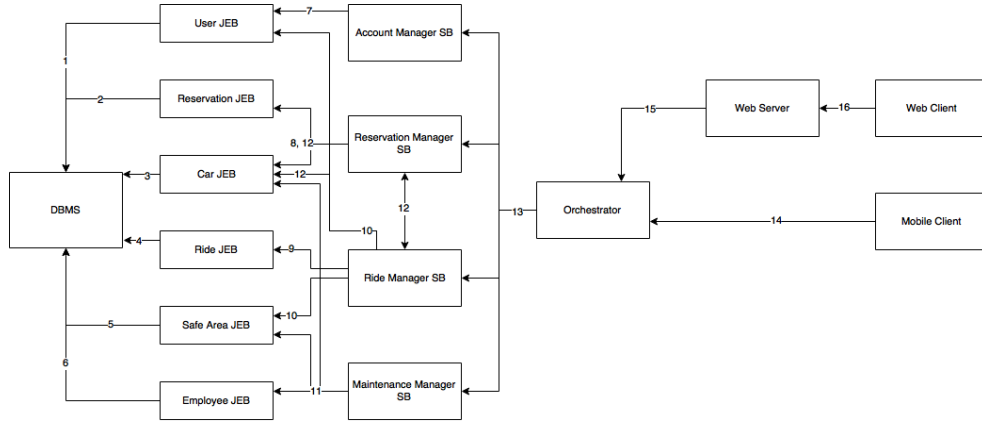 User JEB
7
Account Manager SB
1
Reservation JEB
2
Web Server
Web Client
15
16
Reservation Manager
SB
8, 12
Car JEB
3
12
DBMS
12
Orchestrator
13
14
Mobile Client
Ride JEB
4
9
10
Ride Manager SB
Safe Area JEB
5
10
6
Employee JEB
11
Maintenance Manager
SB